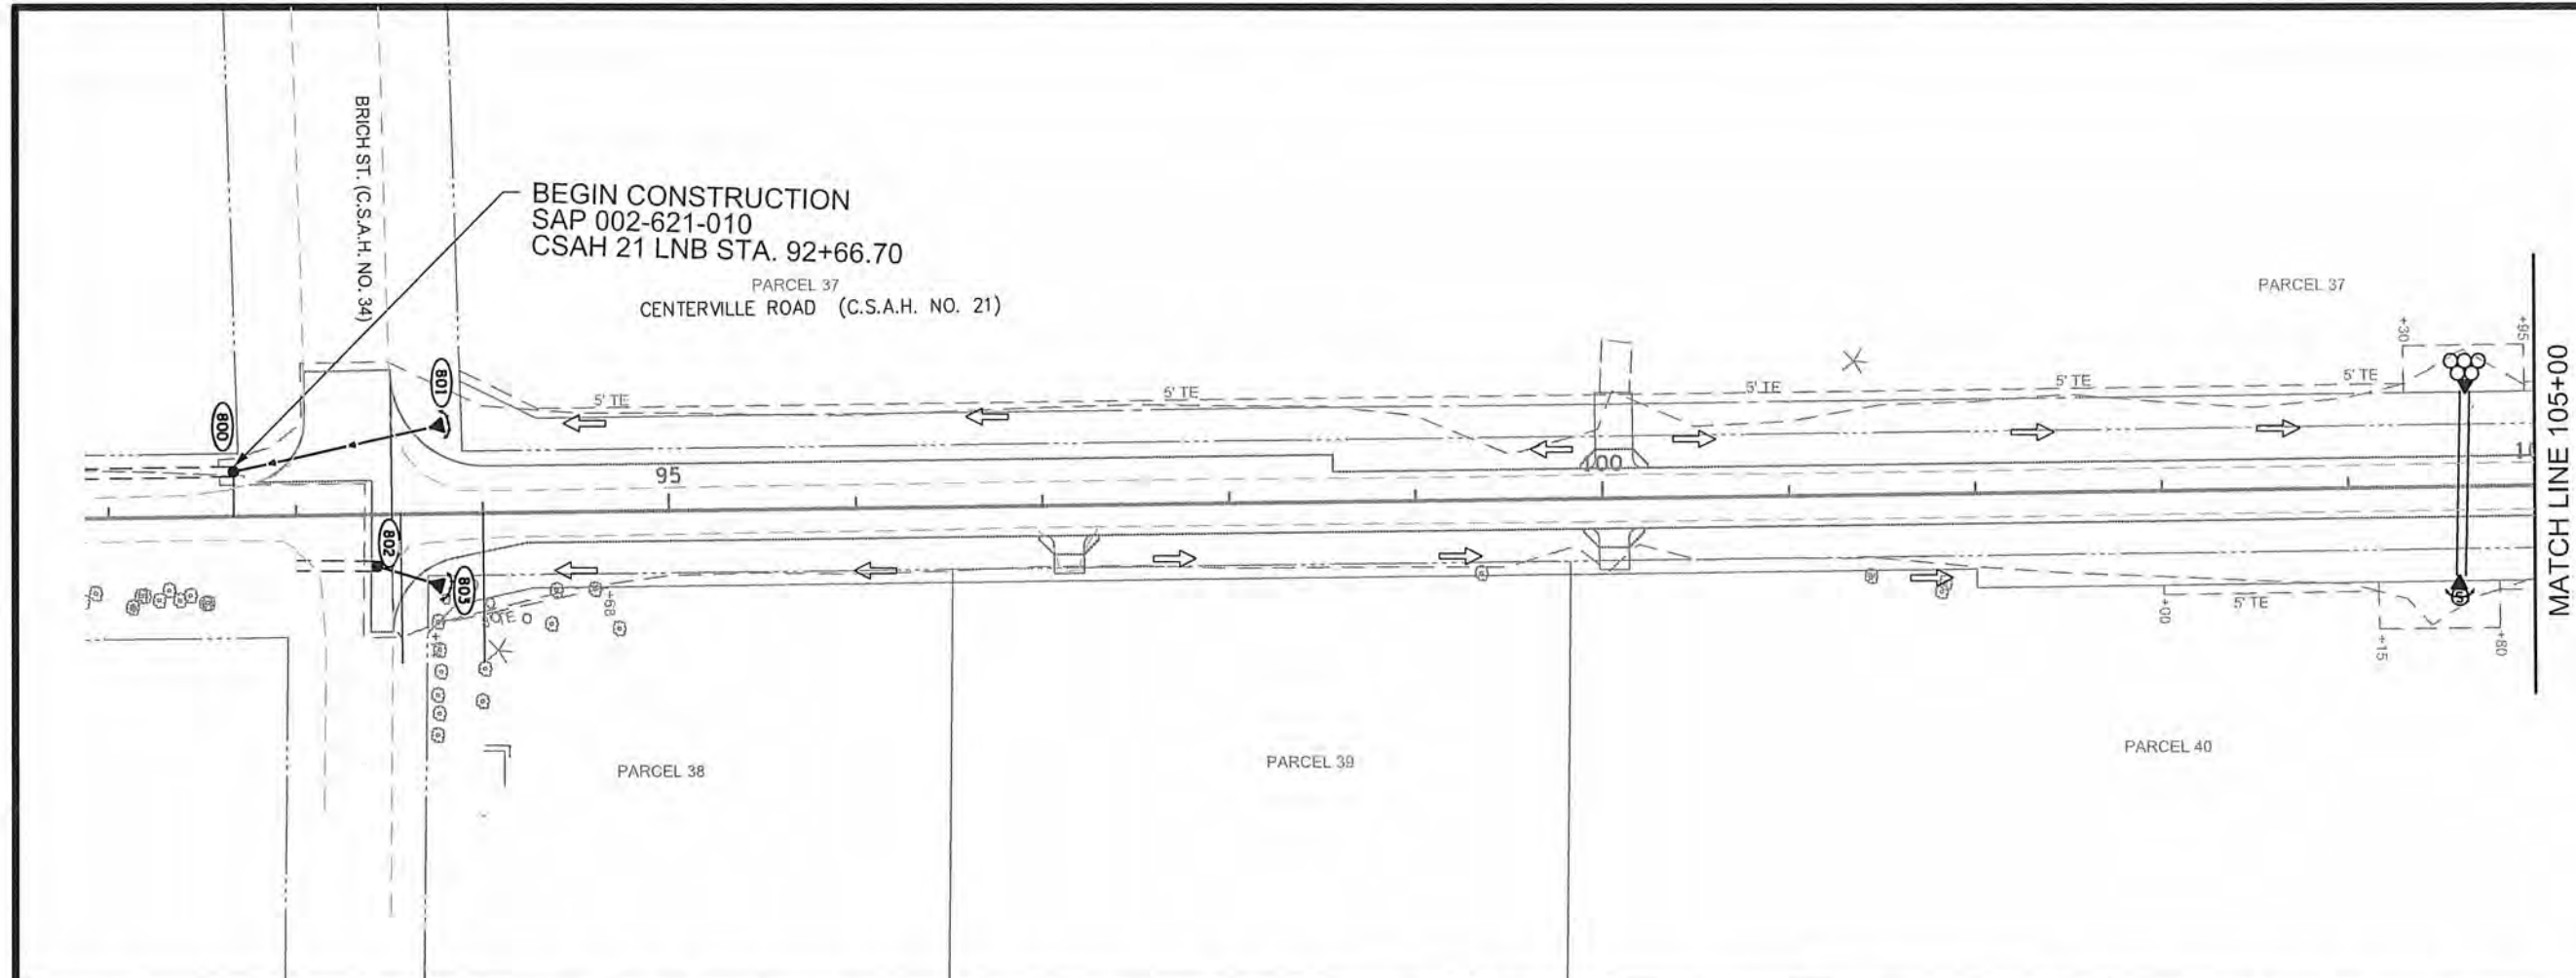 BRICH ST. (C.S.A.H. NO. 34)
BEGIN CONSTRUCTION
SAP 002-621-010
CSAH 21 LNB STA. 92+66.70
PARCEL 37
CENTERVILLE ROAD (C.S.A.H. NO. 21)
PARCEL 37
+30
+95
MATCH LINE 105+00
801
800
5' TE
5' TE
5' TE
5' TE
5' TE
95
100
10
802
803
+68
+00
5' TE
+15
+80
S
PARCEL 38
PARCEL 39
PARCEL 40